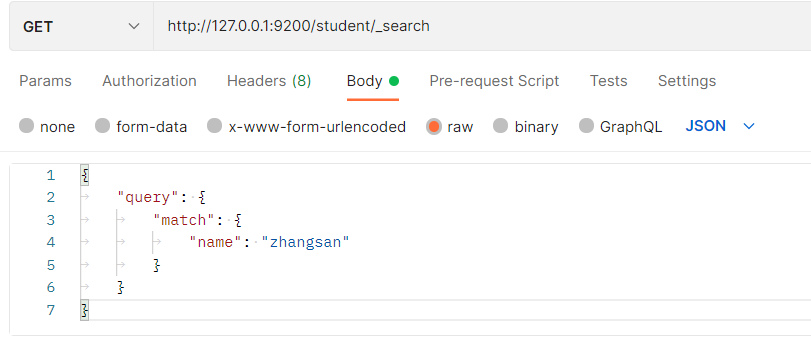 GET http://127.0.0.1:9200/student/_search
Params Authorization Headers (8) Body Pre-request Script Tests Settings
none form-data x-www-form-urlencoded raw binary GraphQL JSON
1 {
2 "query": {
3 "match": {
4 "name": "zhangsan"
5 }
6 }
7 }